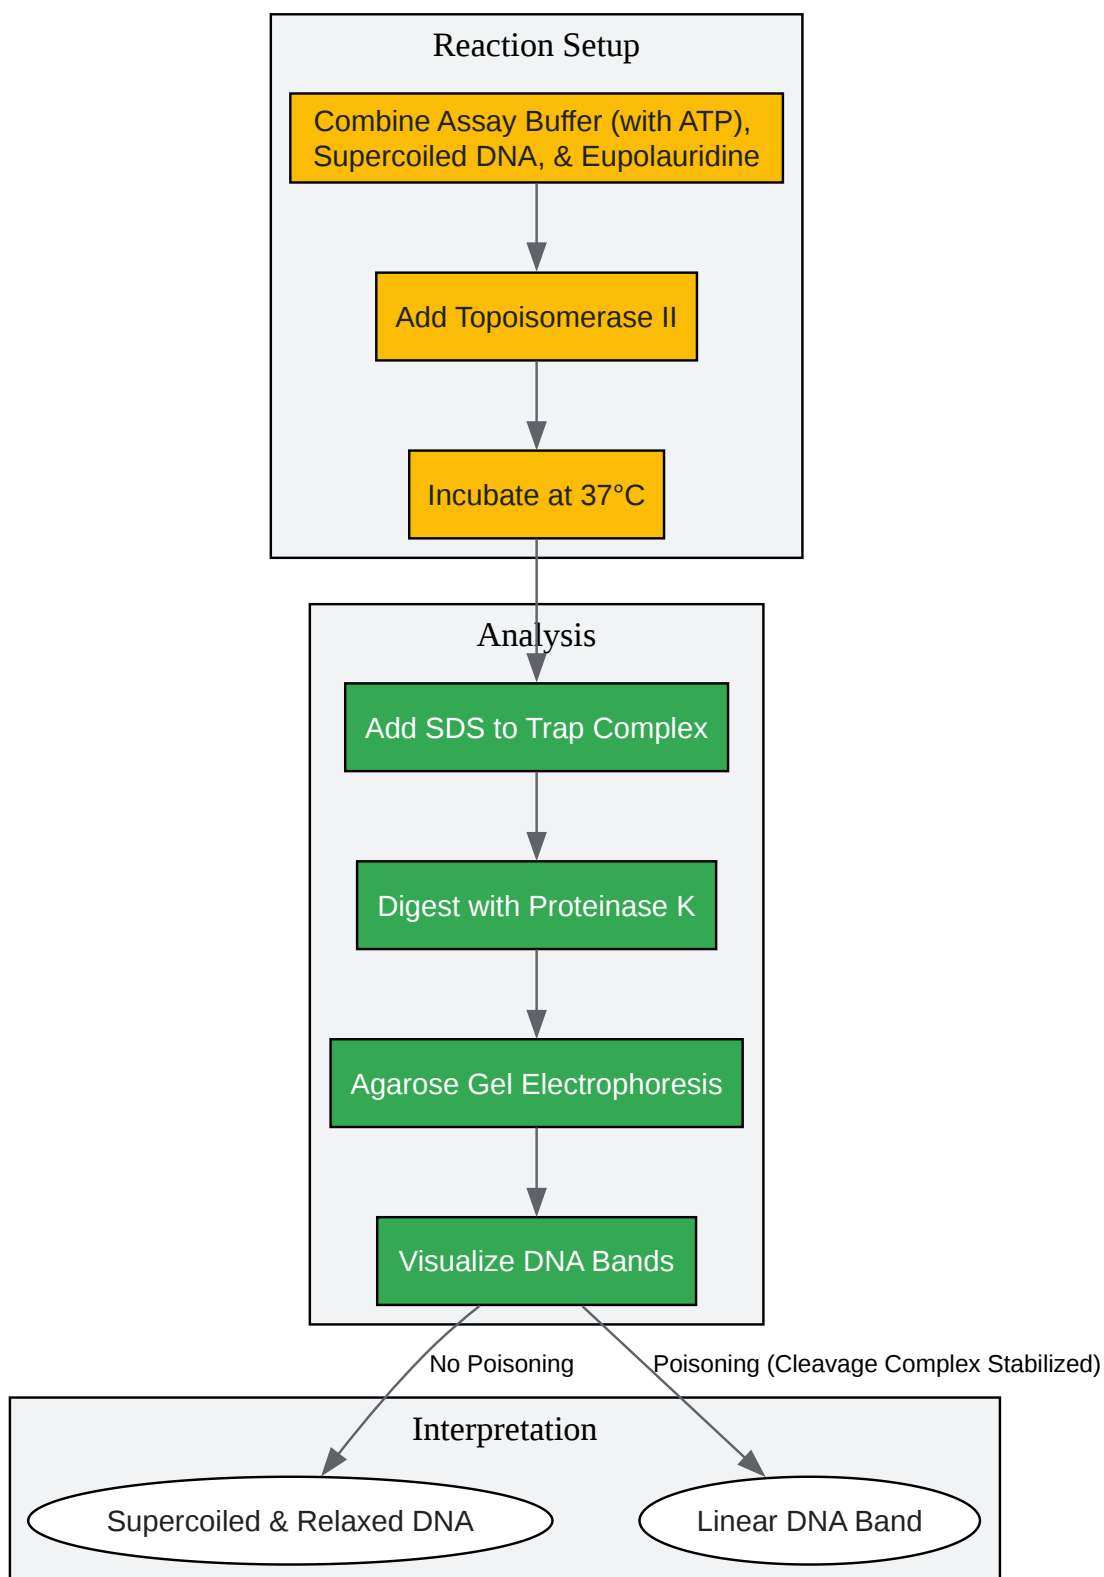 Reaction Setup
Combine Assay Buffer (with ATP),
Supercoiled DNA, & Eupolauridine
Add Topoisomerase II
Incubate at 37°C
Analysis
Add SDS to Trap Complex
Digest with Proteinase K
Agarose Gel Electrophoresis
Visualize DNA Bands
No Poisoning
Poisoning (Cleavage Complex Stabilized)
Interpretation
Supercoiled & Relaxed DNA
Linear DNA Band